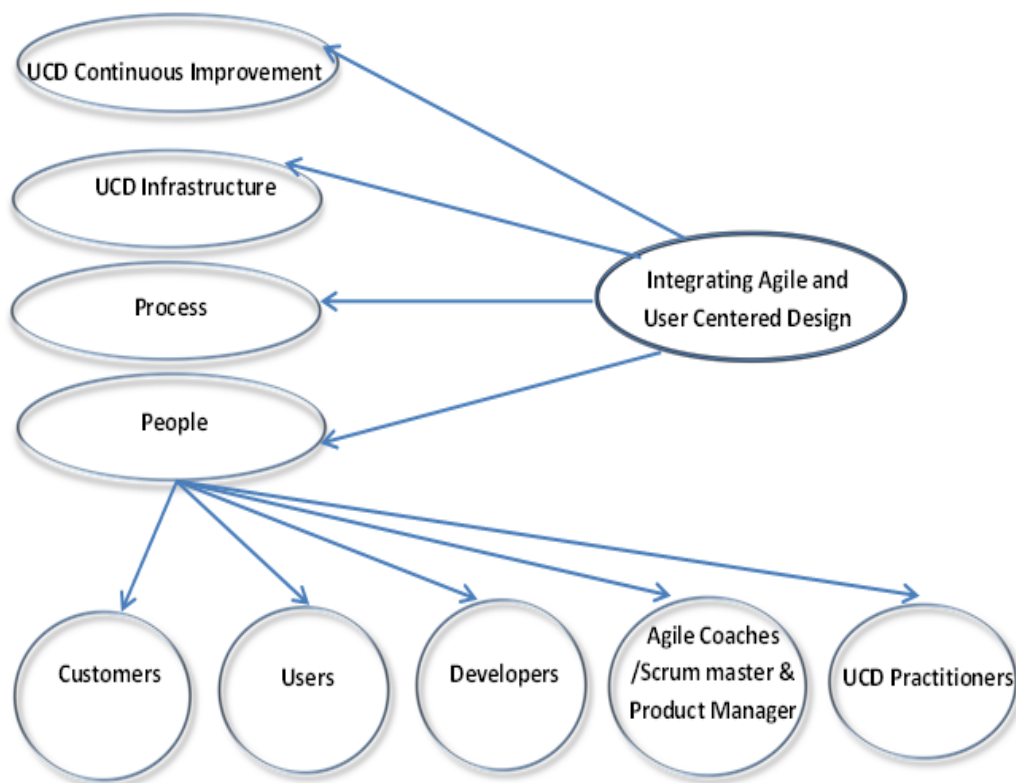 UCD Continuous Improvement
UCD Infrastructure
Integrating Agile and
User Centered Design
Process
People
Customers
Users
Developers
Agile Coaches
/Scrum master &
Product Manager
UCD Practitioners